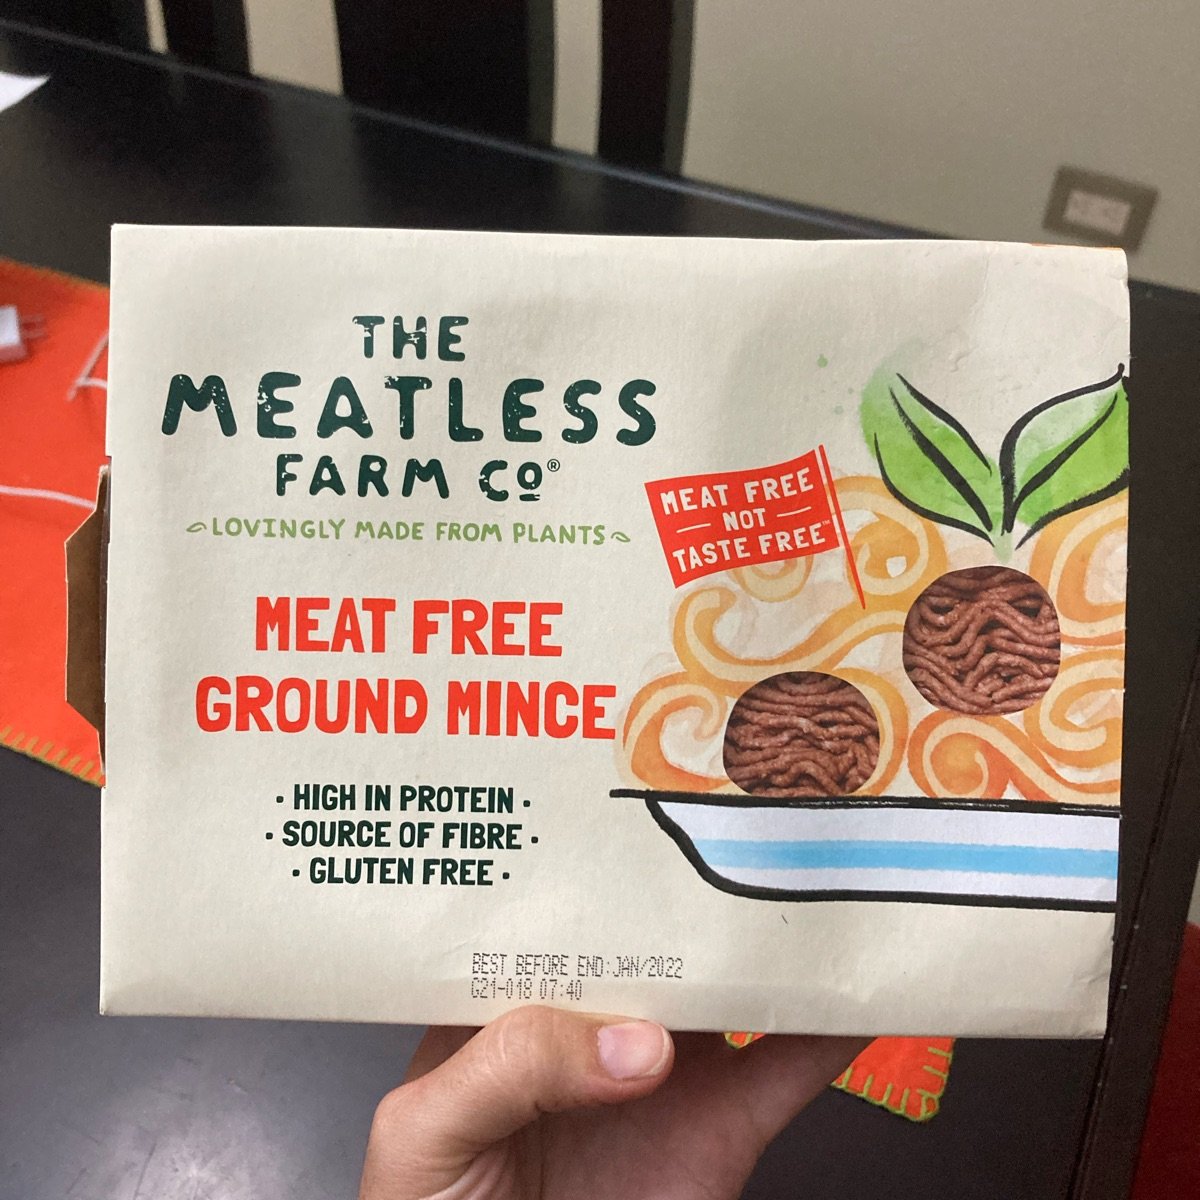 THE
MEATLESS
FARM Co®
LOVINGLY MADE FROM PLANTS
MEAT FREE
NOT
TASTE FREE™
MEAT FREE
GROUND MINCE
· HIGH IN PROTEIN ·
· SOURCE OF FIBRE ·
· GLUTEN FREE ·
BEST BEFORE END:JAN/2022
G21-018 07:40